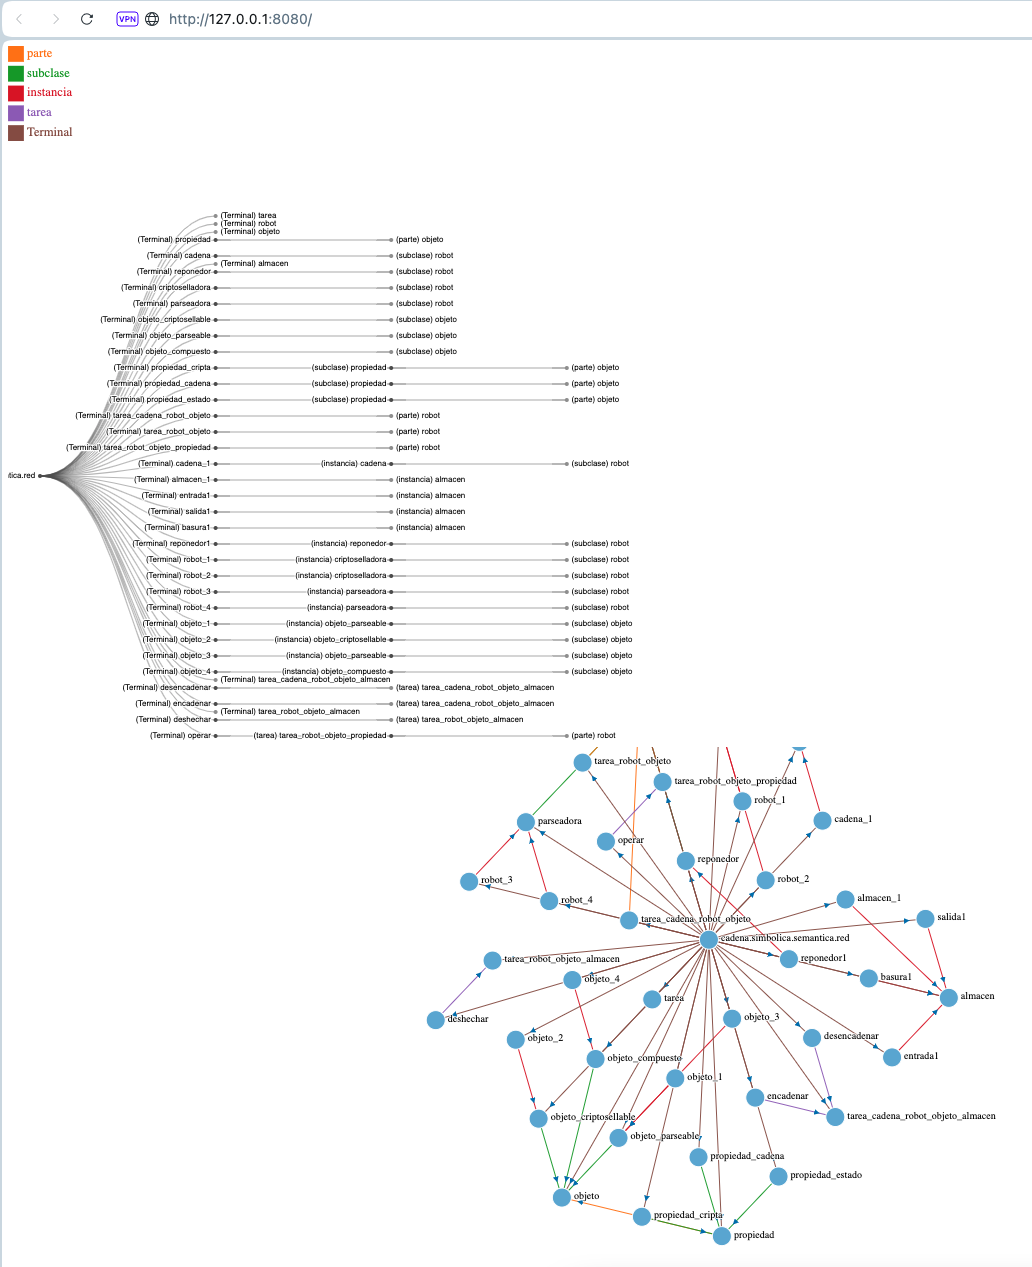 VPN http://127.0.0.1:8080/
parte
subclase
instancia
tarea
Terminal
(Terminal) tarea
(Terminal) robot
(Terminal) objeto
(Terminal) propiedad (parte) objeto
(Terminal) cadena (subclase) robot
(Terminal) almacen
(Terminal) reponedor (subclase) robot
(Terminal) criptoselladora (subclase) robot
(Terminal) parseadora (subclase) robot
(Terminal) objeto_criptosellable (subclase) objeto
(Terminal) objeto_parseable (subclase) objeto
(Terminal) objeto_compuesto (subclase) objeto
(Terminal) propiedad_cripta (subclase) propiedad (parte) objeto
(Terminal) propiedad_cadena (subclase) propiedad (parte) objeto
(Terminal) propiedad_estado (subclase) propiedad (parte) objeto
(Terminal) tarea_cadena_robot_objeto (parte) robot
(Terminal) tarea_robot_objeto (parte) robot
(Terminal) tarea_robot_objeto_propiedad (parte) robot
(Terminal) cadena_1 (instancia) cadena (subclase) robot
tica.red
(Terminal) almacen_1 (instancia) almacen
(Terminal) entrada1 (instancia) almacen
(Terminal) salida1 (instancia) almacen
(Terminal) basura1 (instancia) almacen
(Terminal) reponedor1 (instancia) reponedor (subclase) robot
(Terminal) robot_1 (instancia) criptoselladora (subclase) robot
(Terminal) robot_2 (instancia) criptoselladora (subclase) robot
(Terminal) robot_3 (instancia) parseadora (subclase) robot
(Terminal) robot_4 (instancia) parseadora (subclase) robot
(Terminal) objeto_1 (instancia) objeto_parseable (subclase) objeto
(Terminal) objeto_2 (instancia) objeto_criptosellable (subclase) objeto
(Terminal) objeto_3 (instancia) objeto_parseable (subclase) objeto
(Terminal) objeto_4 (instancia) objeto_compuesto (subclase) objeto
(Terminal) tarea_cadena_robot_objeto_almacen
(Terminal) desencadenar (tarea) tarea_cadena_robot_objeto_almacen
(Terminal) encadenar (tarea) tarea_cadena_robot_objeto_almacen
(Terminal) tarea_robot_objeto_almacen
(Terminal) deshechar (tarea) tarea_robot_objeto_almacen
(Terminal) operar (tarea) tarea_robot_objeto_propiedad (parte) robot
tarea_robot_objeto
tarea_robot_objeto_propiedad
robot_1
parseadora
cadena_1
operar
reponedor
robot_3
robot_2
robot_4
almacen_1
tarea_cadena_robot_objeto
salida1
cadena.simbolica.semantica.red
tarea_robot_objeto_almacen
reponedor1
objeto_4
basura1
tarea
almacen
deshechar
objeto_3
objeto_2
desencadenar
objeto_compuesto
entrada1
objeto_1
encadenar
objeto_criptosellable
tarea_cadena_robot_objeto_almacen
objeto_parseable
propiedad_cadena
propiedad_estado
objeto
propiedad_cripta
propiedad